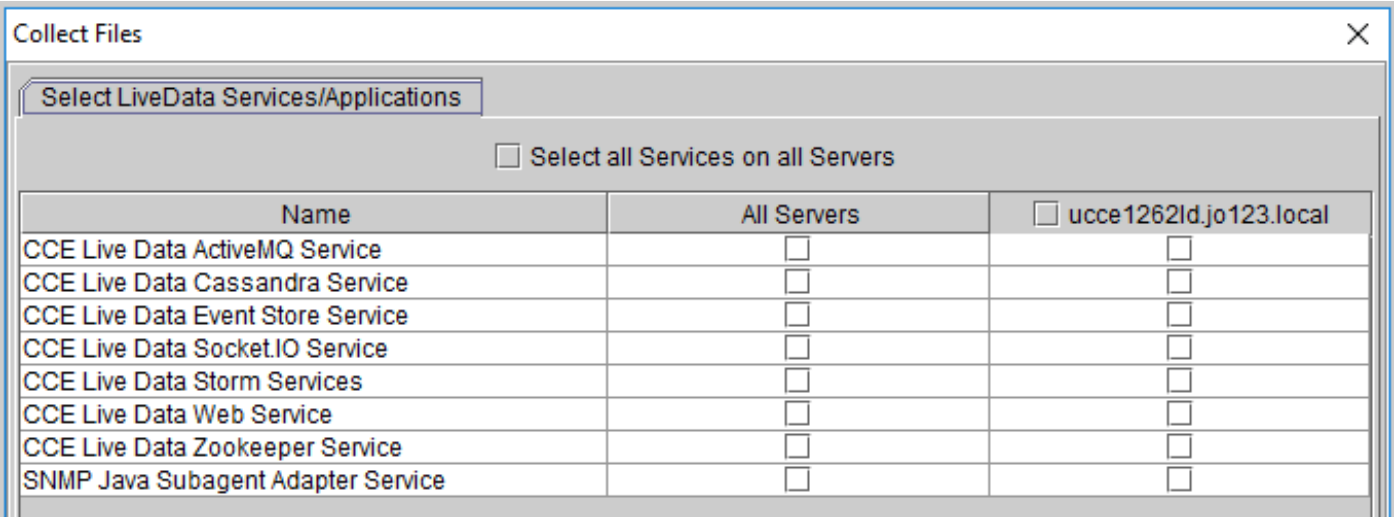 Collect Files
Select LiveData Services/Applications
Select all Services on all Servers
Name All Servers ucce1262ld.jo123.local
CCE Live Data ActiveMQ Service
CCE Live Data Cassandra Service
CCE Live Data Event Store Service
CCE Live Data Socket.IO Service
CCE Live Data Storm Services
CCE Live Data Web Service
CCE Live Data Zookeeper Service
SNMP Java Subagent Adapter Service